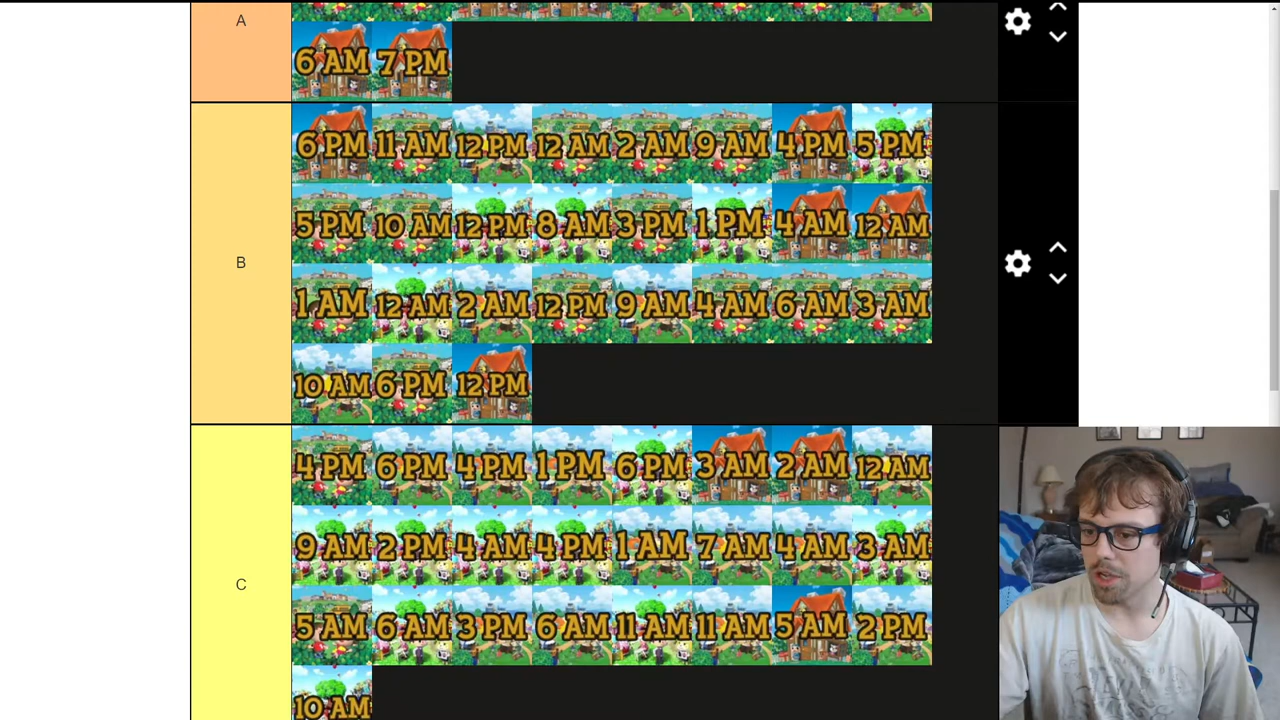 A
6 AM 7 PM
B
6 PM 11 AM 12 PM 12 AM 2 AM 9 AM 4 PM 5 PM
5 PM 10 AM 12 PM 8 AM 3 PM 1 PM 4 AM 12 AM
1 AM 12 AM 2 AM 12 PM 9 AM 4 AM 6 AM 3 AM
10 AM 6 PM 12 PM
C
4 PM 6 PM 4 PM 1 PM 6 PM 3 AM 2 AM 12 AM
9 AM 2 PM 4 AM 4 PM 1 AM 7 AM 4 AM 3 AM
5 AM 6 AM 3 PM 6 AM 11 AM 11 AM 5 AM 2 PM
10 AM